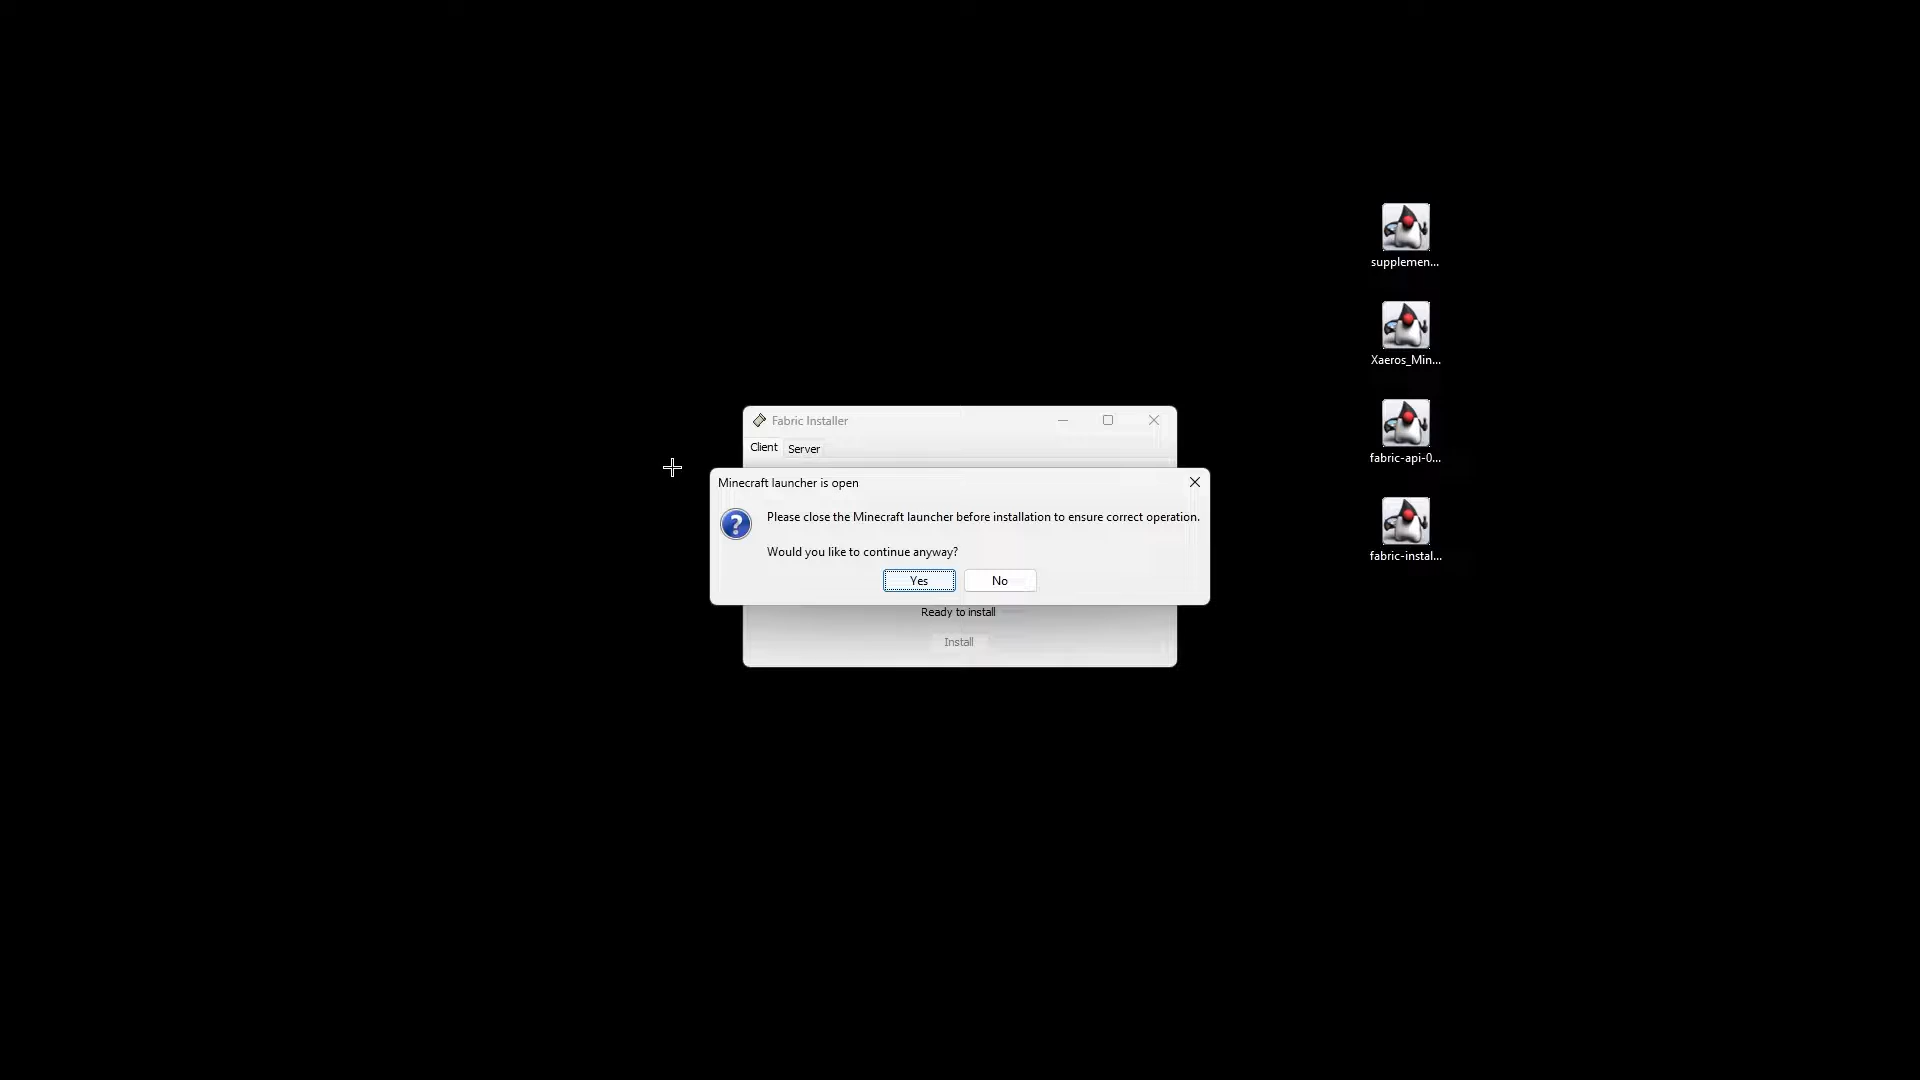 supplemen...
Xaeros_Min...
fabric-api-0...
fabric-instal...
Fabric Installer
Client
Server
Minecraft launcher is open
Please close the Minecraft launcher before installation to ensure correct operation.
Would you like to continue anyway?
Yes
No
Ready to install
Install